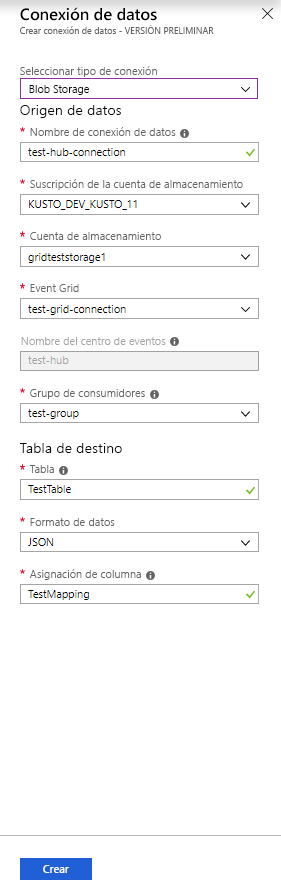 Conexión de datos
Crear conexión de datos - VERSIÓN PRELIMINAR
Seleccionar tipo de conexión
Blob Storage
Origen de datos
* Nombre de conexión de datos
test-hub-connection
* Suscripción de la cuenta de almacenamiento
KUSTO_DEV_KUSTO_11
* Cuenta de almacenamiento
gridteststorage1
* Event Grid
test-grid-connection
Nombre del centro de eventos
test-hub
* Grupo de consumidores
test-group
Tabla de destino
* Tabla
TestTable
* Formato de datos
JSON
* Asignación de columna
TestMapping
Crear